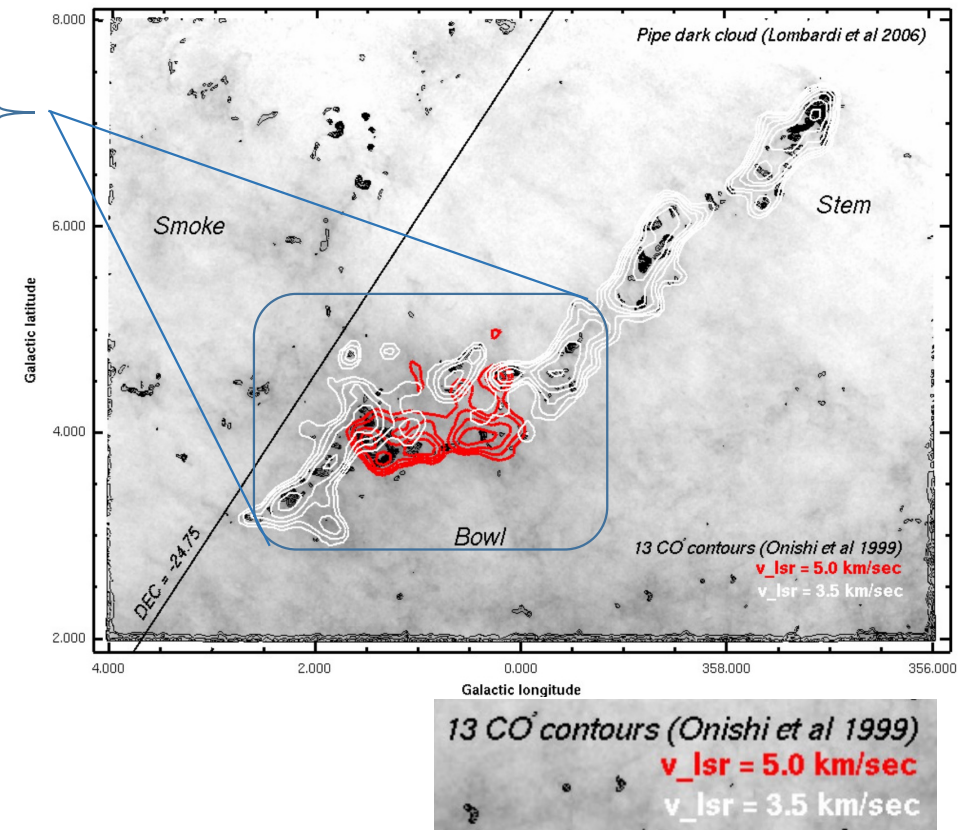 8.000
Pipe dark cloud (Lombardi et al 2006)
Smoke
Stem
6.000
Galactic latitude
4.000
Bowl
DEC = -24.75
13 CO contours (Onishi et al 1999)
v_lsr = 5.0 km/sec
v_lsr = 3.5 km/sec
2.000
4.000
2.000
0.000
358.000
356.000
Galactic longitude
13 CO contours (Onishi et al 1999)
v_lsr = 5.0 km/sec
v_lsr = 3.5 km/sec